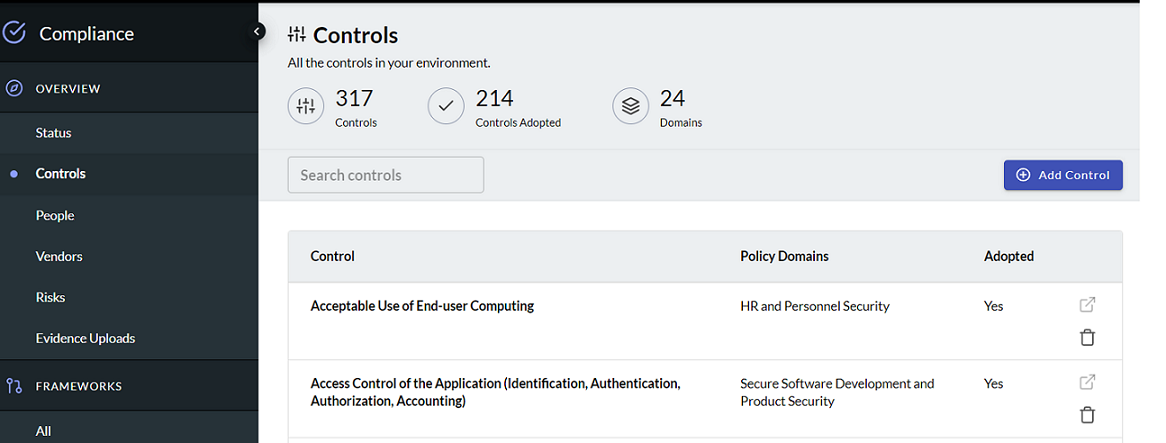 Compliance
OVERVIEW
Status
Controls
People
Vendors
Risks
Evidence Uploads
FRAMEWORKS
All
Controls
All the controls in your environment.
317
Controls
214
Controls Adopted
24
Domains
Search controls
Add Control
Control
Policy Domains
Adopted
Acceptable Use of End-user Computing
HR and Personnel Security
Yes
Access Control of the Application (Identification, Authentication,
Authorization, Accounting)
Secure Software Development and
Product Security
Yes